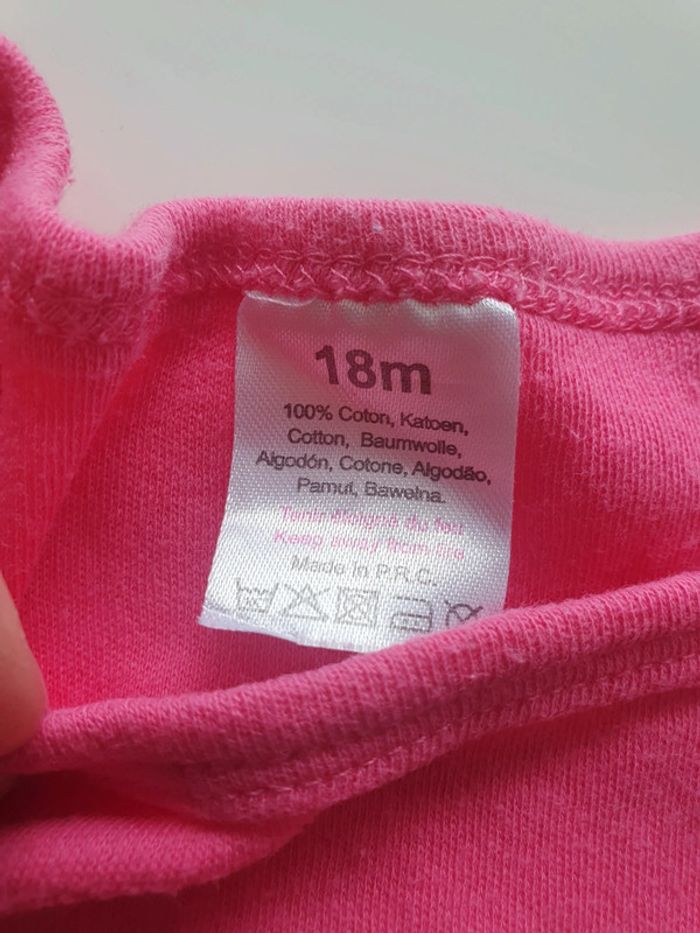 18m
100% Coton, Katoen,
Cotton, Baumwolle,
Algodón, Cotone, Algodão,
Pamut, Bawelna.
Tenir éloigné du feu
Keep away from fire
Made in P.R.C.